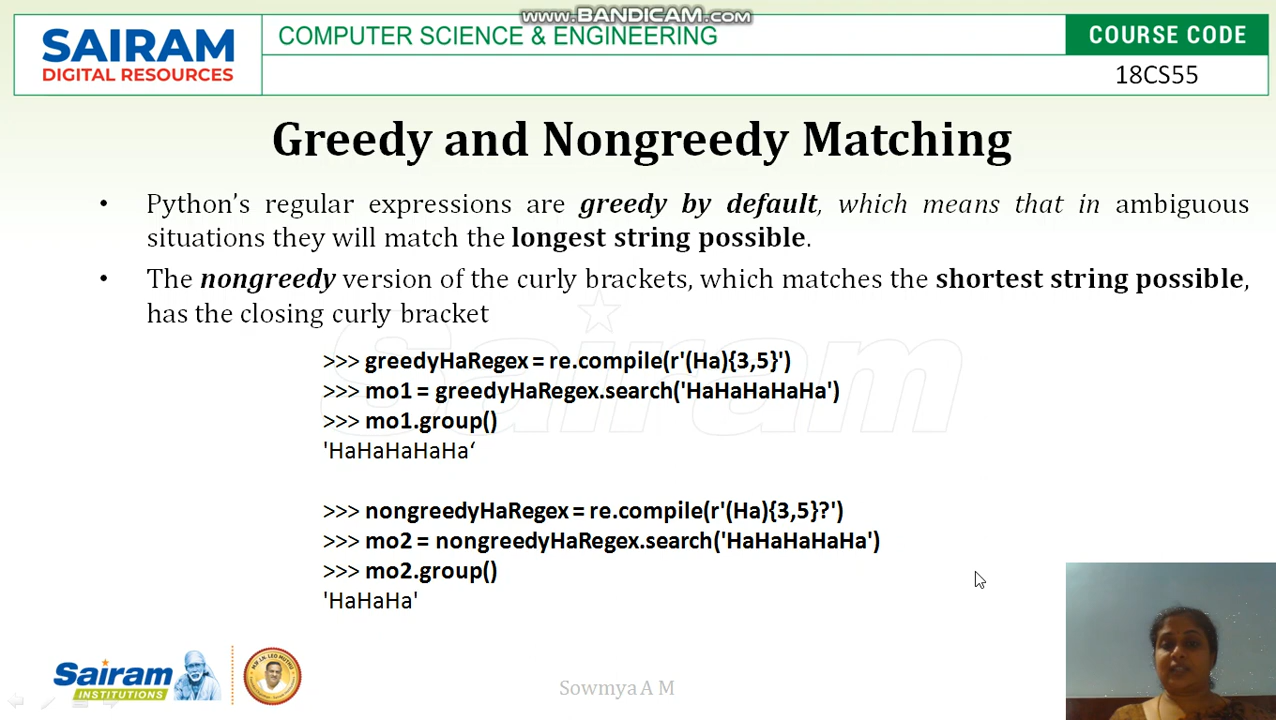 www.BANDICAM.com
SAIRAM
DIGITAL RESOURCES
COMPUTER SCIENCE & ENGINEERING
COURSE CODE
18CS55
Greedy and Nongreedy Matching
• Python’s regular expressions are greedy by default, which means that in ambiguous
situations they will match the longest string possible.
• The nongreedy version of the curly brackets, which matches the shortest string possible,
has the closing curly bracket
Sairam
>>> greedyHaRegex = re.compile(r'(Ha){3,5}')
>>> mo1 = greedyHaRegex.search('HaHaHaHaHa')
>>> mo1.group()
'HaHaHaHaHa‘
>>> nongreedyHaRegex = re.compile(r'(Ha){3,5}?')
>>> mo2 = nongreedyHaRegex.search('HaHaHaHaHa')
>>> mo2.group()
'HaHaHa'
Sairam
INSTITUTIONS
Sowmya A M